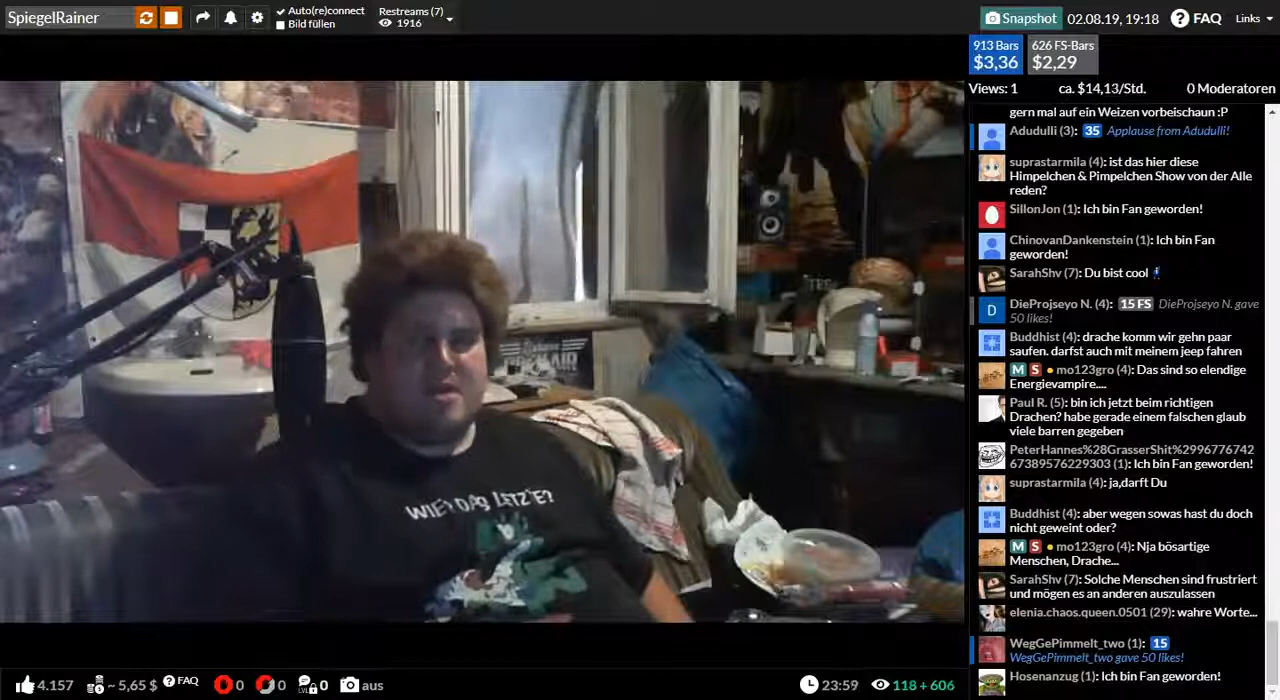 SpiegelRainer
Auto(re)connect
Bild füllen
Restreams (7)
1916
Snapshot
02.08.19, 19:18
FAQ
Links
913 Bars
$3,36
626 FS-Bars
$2,29
Views: 1
ca. $14,13/Std.
0 Moderatoren
gern mal auf ein Weizen vorbeischaun :P
Adudulli (3): 35 Applause from Adudulli!
suprastarmila (4): ist das hier diese
Himpelchen & Pimpelchen Show von der Alle
reden?
SillonJon (1): Ich bin Fan geworden!
ChinovanDankenstein (1): Ich bin Fan
geworden!
SarahShv (7): Du bist cool
D
DieProjseyo N. (4): 15 FS DieProjseyo N. gave
50 likes!
Buddhist (4): drache komm wir gehn paar
saufen. darfst auch mit meinem jeep fahren
M S mo123gro (4): Das sind so elendige
Energievampire....
Paul R. (5): bin ich jetzt beim richtigen
Drachen? habe gerade einem falschen glaub
viele barren gegeben
PeterHannes%28GrasserShit%2996776742
67389576229303 (1): Ich bin Fan geworden!
suprastarmila (4): ja,darft Du
Buddhist (4): aber wegen sowas hast du doch
nicht geweint oder?
M S mo123gro (4): Nja bösartige
Menschen, Drache...
SarahShv (7): Solche Menschen sind frustriert
und mögen es an anderen auszulassen
elenia.chaos.queen.0501 (29): wahre Worte...
WegGePimmelt_two (1): 15
WegGePimmelt_two gave 50 likes!
Hosenanzug (1): Ich bin Fan geworden!
OPEN AIR
4.157
~ 5,65 $
FAQ
0
0
LVL
0
aus
23:59
118 + 606